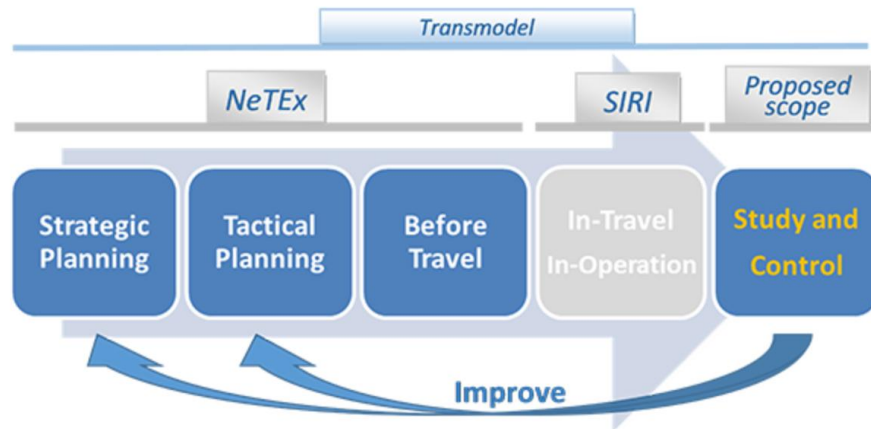 Transmodel
NeTEx
SIRI
Proposed
scope
Strategic
Planning
Tactical
Planning
Before
Travel
In-Travel
In-Operation
Study and
Control
Improve